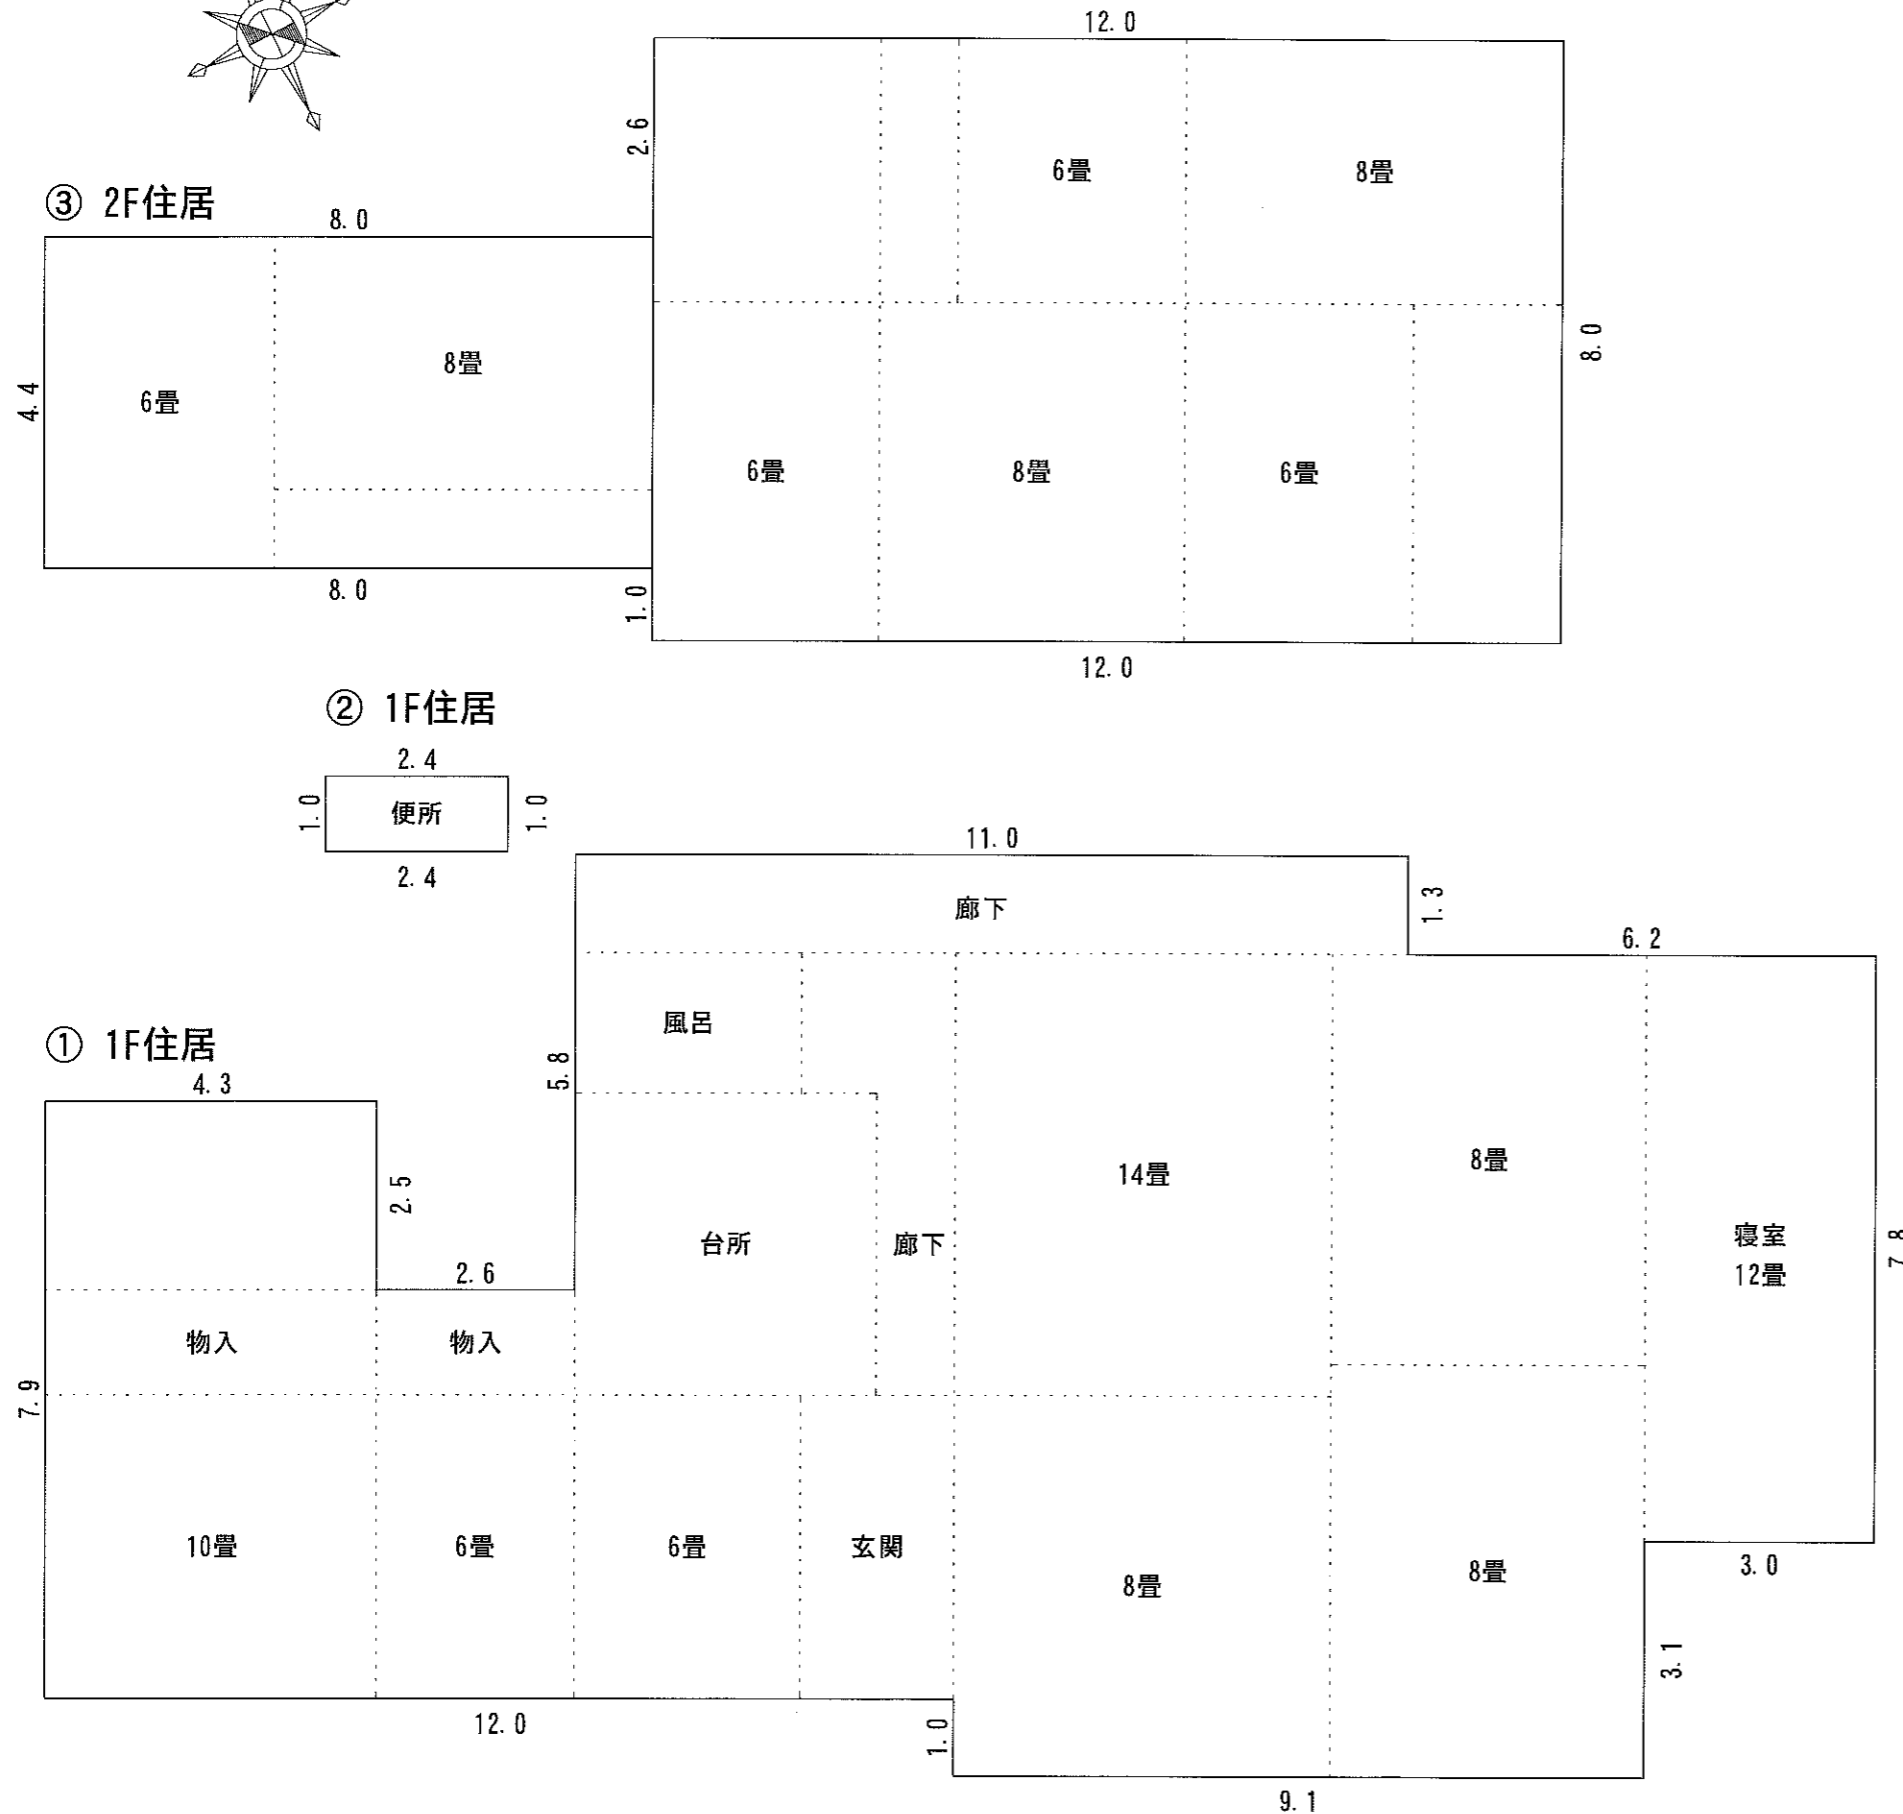 12.0
2.6
6畳
8畳
③ 2F住居
8.0
4.4
6畳
8畳
8.0
6畳
8畳
6畳
8.0
1.0
12.0
② 1F住居
2.4
1.0
便所
1.0
2.4
11.0
廊下
1.3
6.2
風呂
① 1F住居
4.3
5.8
2.5
14畳
8畳
台所
廊下
寝室
12畳
7.8
2.6
物入
物入
7.9
10畳
6畳
6畳
玄関
8畳
8畳
3.0
3.1
12.0
1.0
9.1